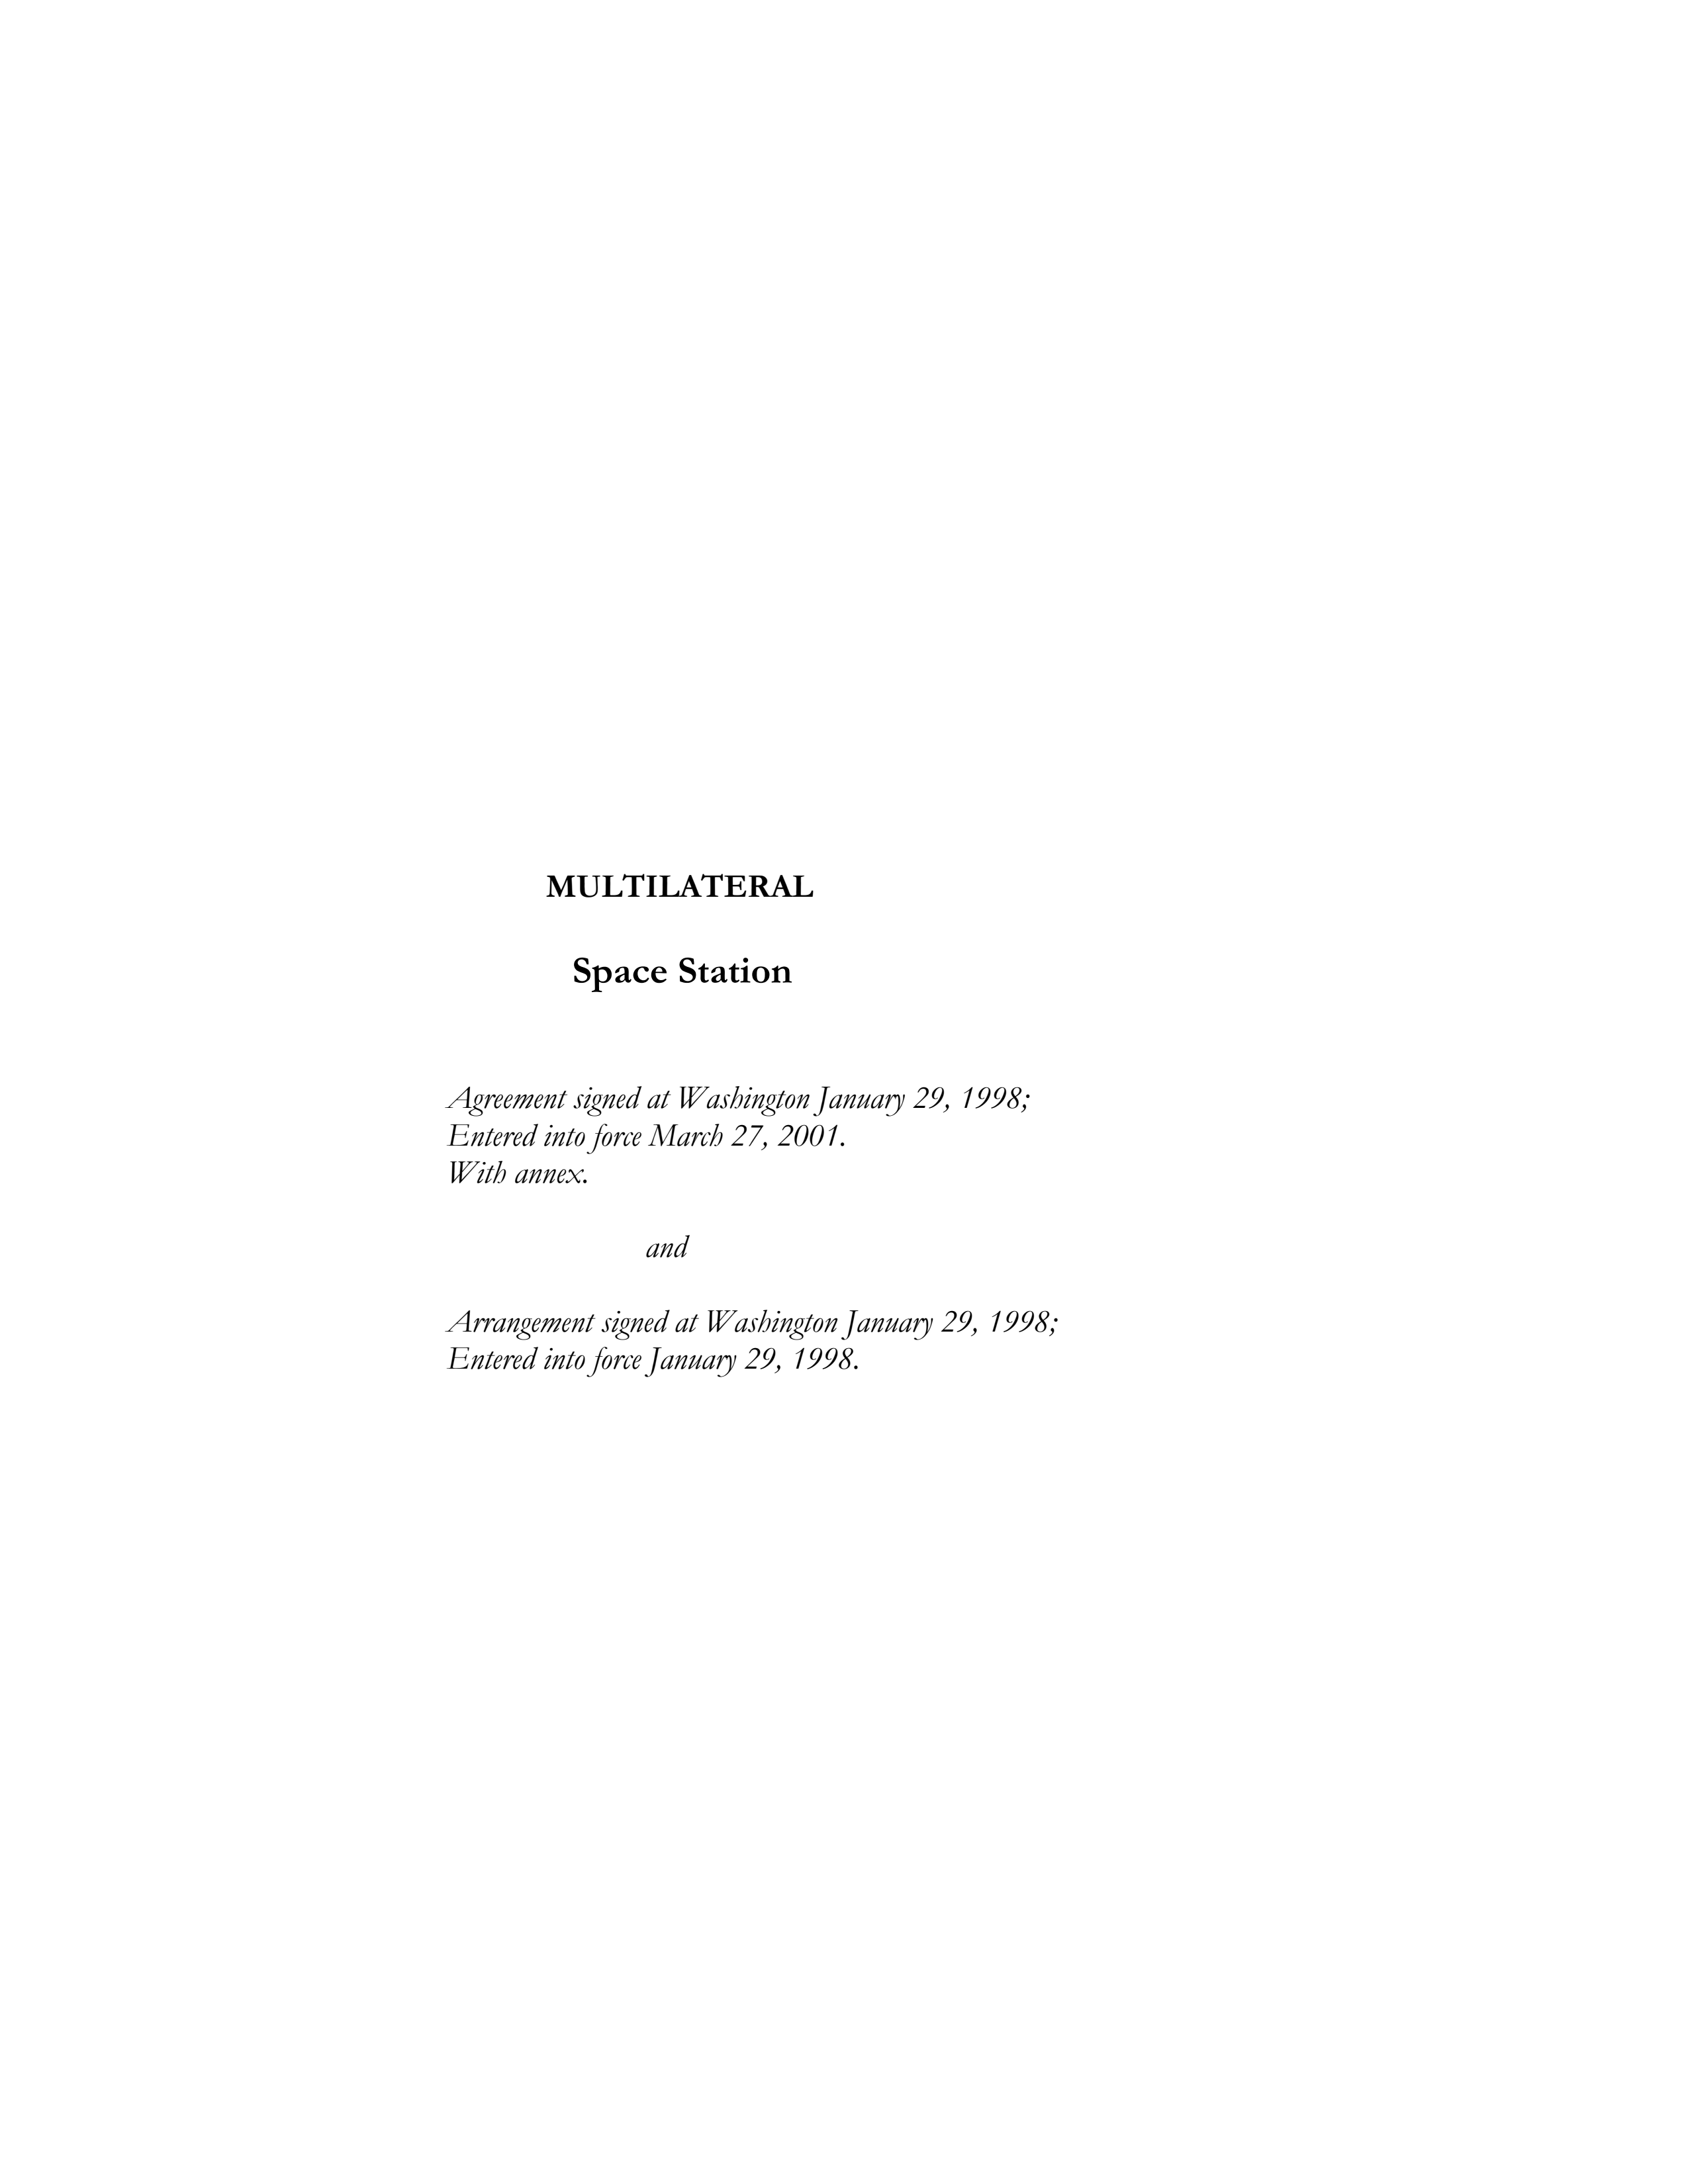 MULTILATERAL
Space Station
Agreement signed at Washington January 29, 1998;
Entered into force March 27, 2001.
With annex.
and
Arrangement signed at Washington January 29, 1998;
Entered into force January 29, 1998.